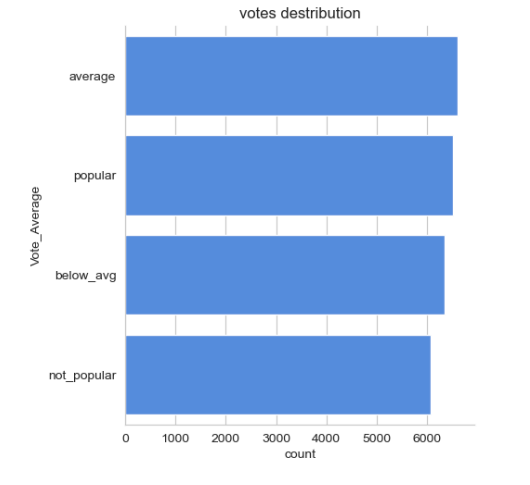 votes destribution
Vote_Average
average
popular
below_avg
not_popular
0 1000 2000 3000 4000 5000 6000
count